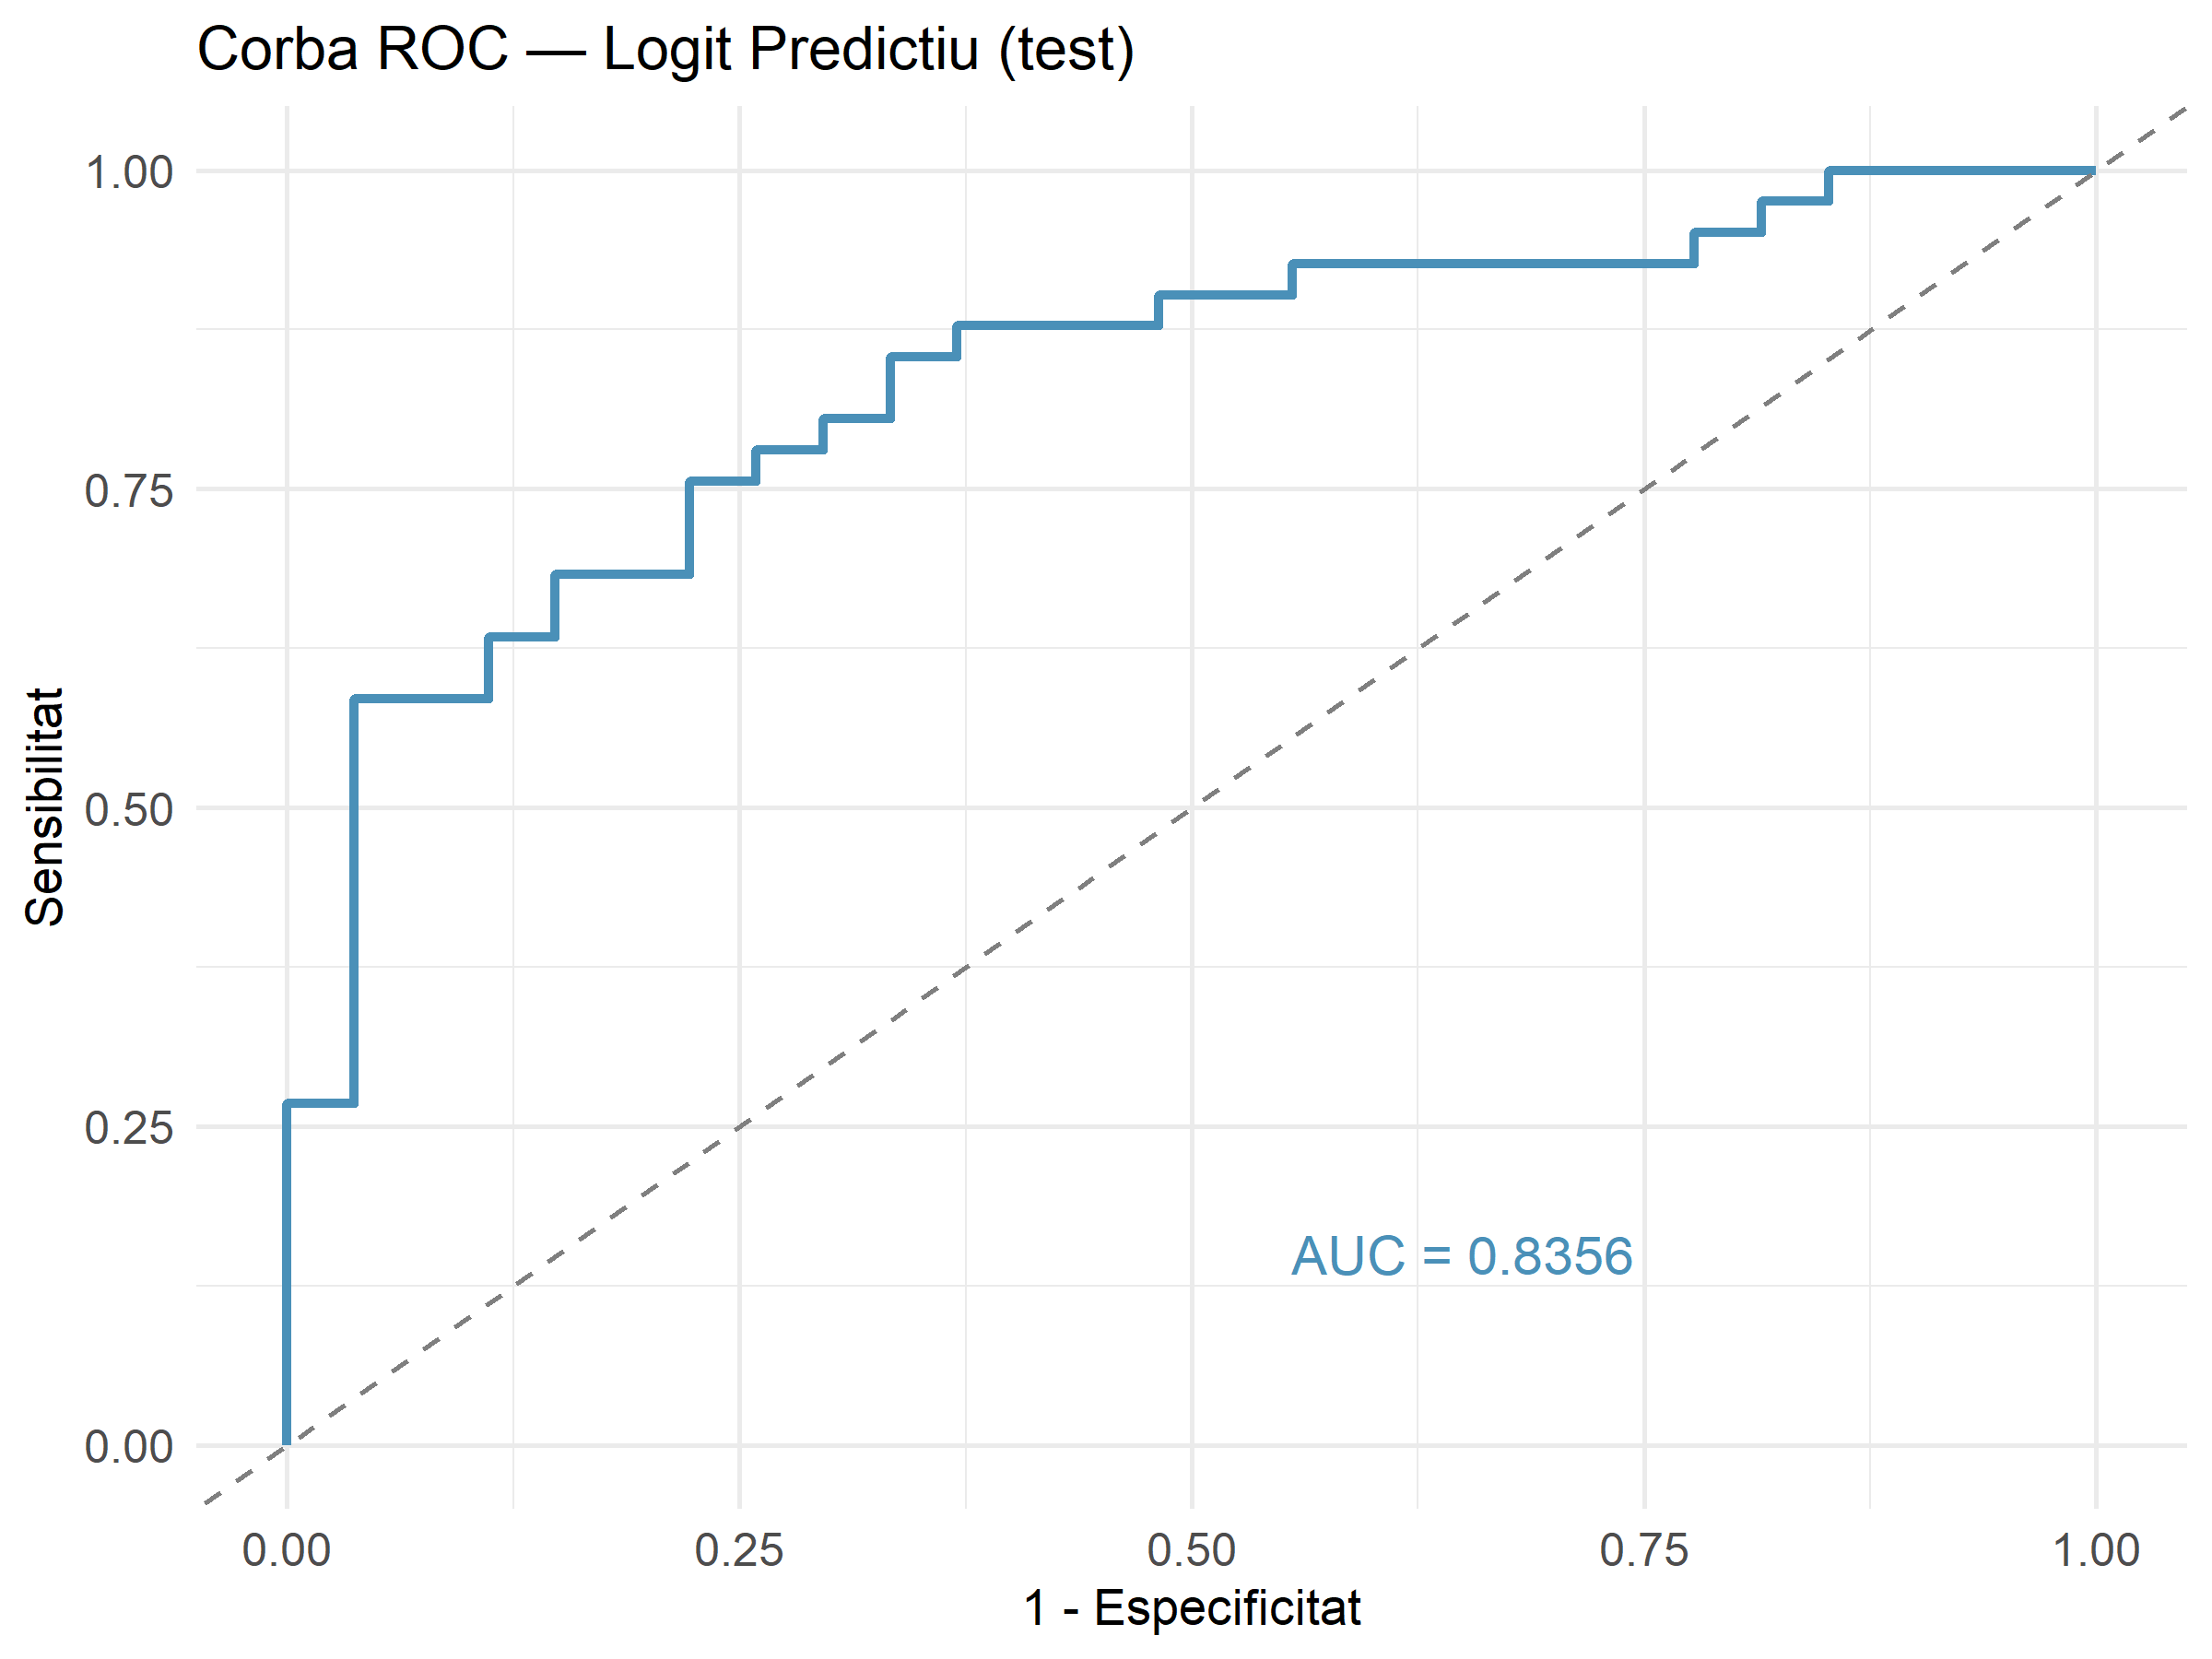 Corba ROC — Logit Predictiu (test)
1.00
0.75
0.50
0.25
0.00
Sensibilitat
AUC = 0.8356
0.00 0.25 0.50 0.75 1.00
1 - Especificitat